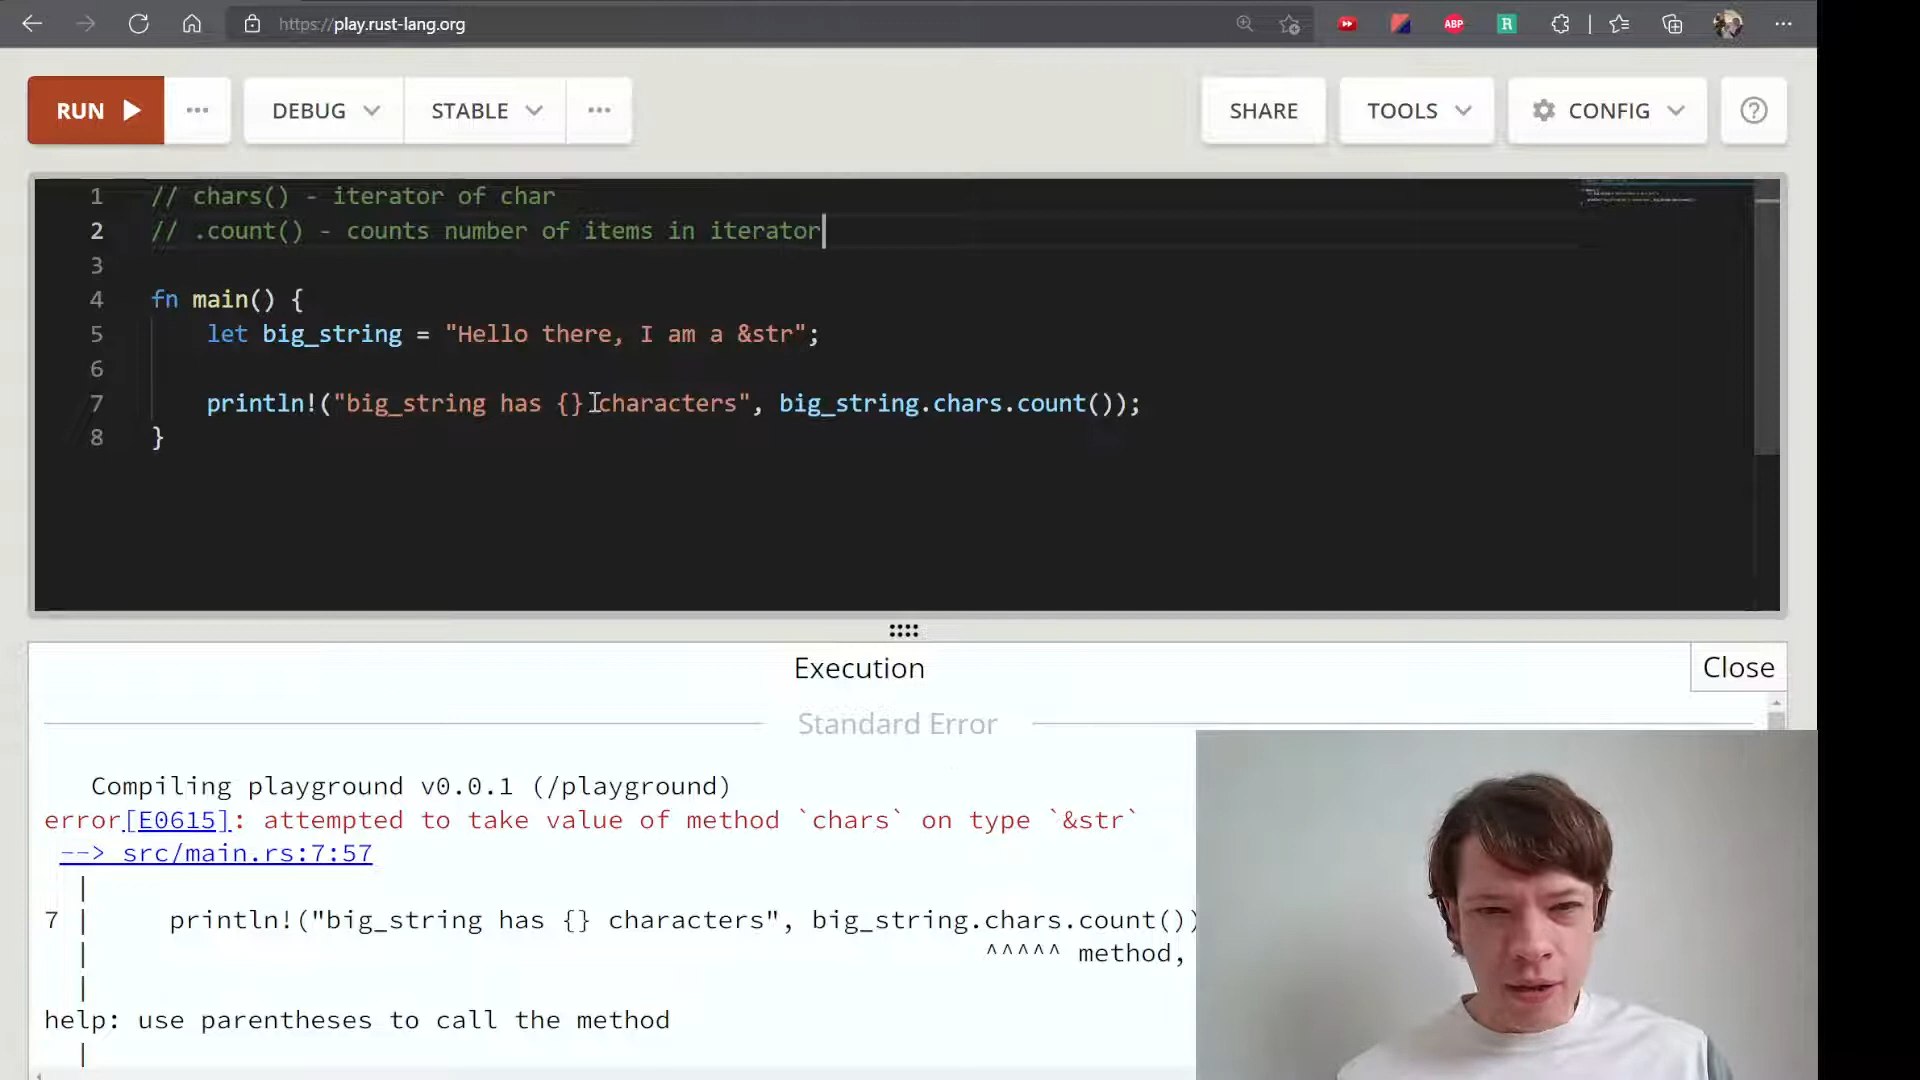 https://play.rust-lang.org
ABP
R
RUN
DEBUG
STABLE
SHARE
TOOLS
CONFIG
?
1 // chars() - iterator of char
2 // .count() - counts number of items in iterator
3
4 fn main() {
5 let big_string = "Hello there, I am a &str";
6
7 println!("big_string has {} characters", big_string.chars.count());
8 }
Execution
Close
Standard Error
Compiling playground v0.0.1 (/playground)
error[E0615]: attempted to take value of method `chars` on type `&str`
--> src/main.rs:7:57
|
7 | println!("big_string has {} characters", big_string.chars.count())
| ^^^^^ method,
|
help: use parentheses to call the method
|